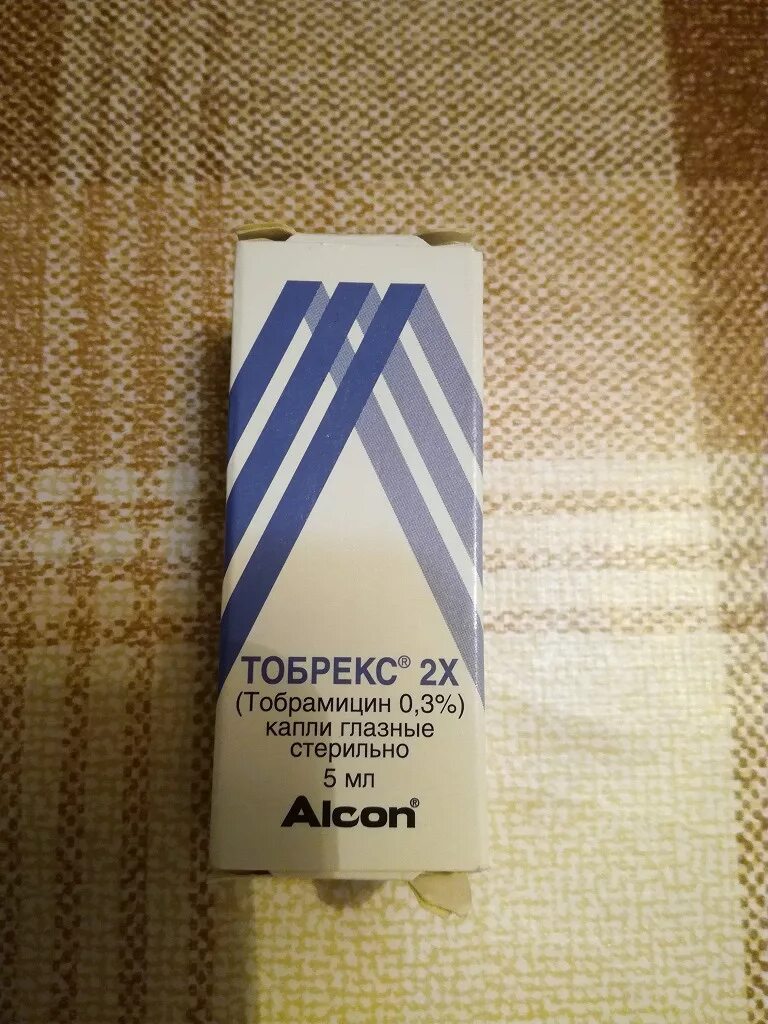 ТОБРЕКС® 2X
(Тобрамицин 0,3%)
капли глазные
стерильно
5 мл
Alcon®